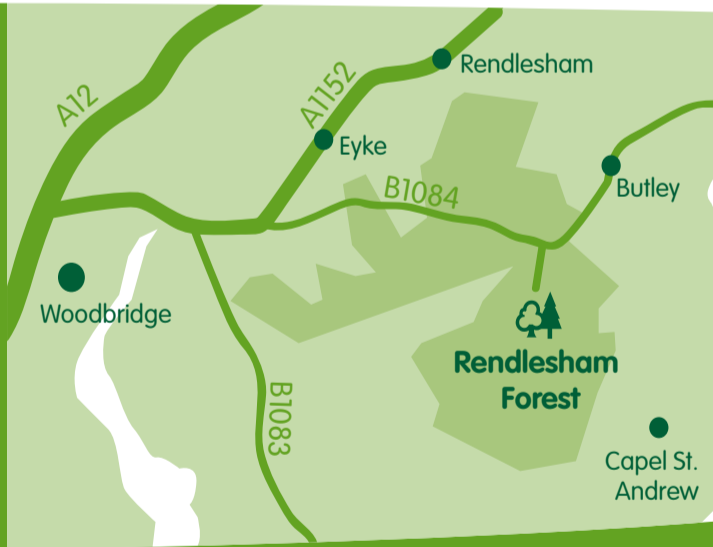 A12
A1152
Rendlesham
Eyke
B1084
Butley
Woodbridge
Rendlesham
Forest
B1083
Capel St.
Andrew